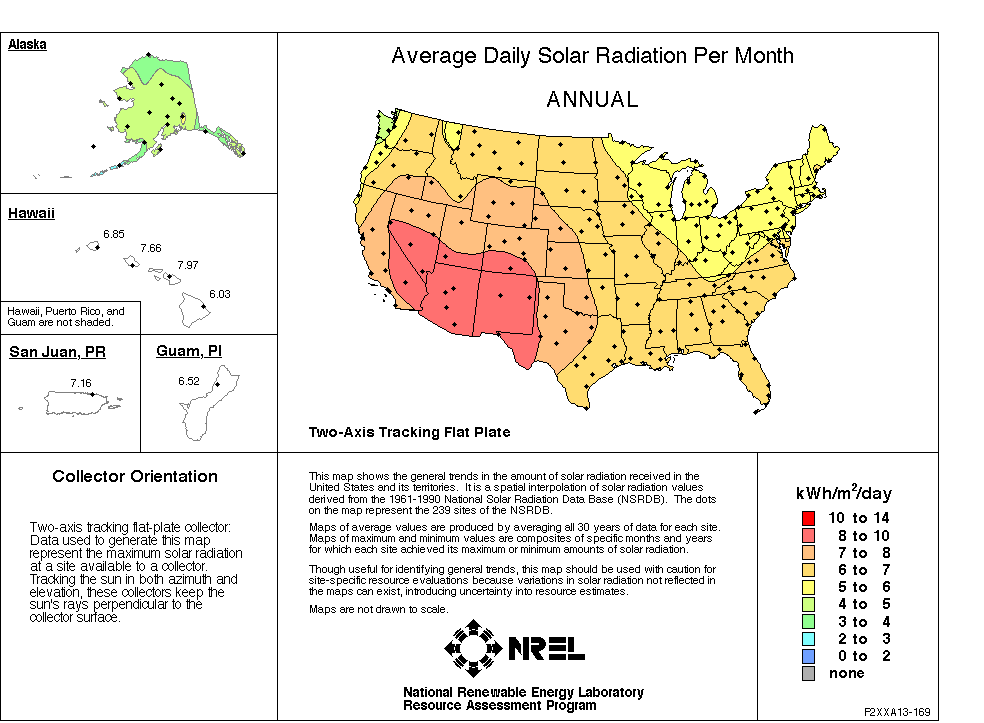 Alaska
Average Daily Solar Radiation Per Month
ANNUAL
Hawaii
6.85
7.66
7.97
6.03
Hawaii, Puerto Rico, and
Guam are not shaded.
San Juan, PR
7.16
Guam, PI
6.52
Two-Axis Tracking Flat Plate
Collector Orientation
Two-axis tracking flat-plate collector:
Data used to generate this map
represent the maximum solar radiation
at a site available to a collector.
Tracking the sun in both azimuth and
elevation, these collectors keep the
sun's rays perpendicular to the
collector surface.
This map shows the general trends in the amount of solar radiation received in the
United States and its territories. It is a spatial interpolation of solar radiation values
derived from the 1961-1990 National Solar Radiation Data Base (NSRDB). The dots
on the map represent the 239 sites of the NSRDB.
Maps of average values are produced by averaging all 30 years of data for each site.
Maps of maximum and minimum values are composites of specific months and years
for which each site achieved its maximum or minimum amounts of solar radiation.
Though useful for identifying general trends, this map should be used with caution for
site-specific resource evaluations because variations in solar radiation not reflected in
the maps can exist, introducing uncertainty into resource estimates.
Maps are not drawn to scale.
NREL
National Renewable Energy Laboratory
Resource Assessment Program
kWh/m²/day
10 to 14
8 to 10
7 to 8
6 to 7
5 to 6
4 to 5
3 to 4
2 to 3
0 to 2
none
F2XXA13-169